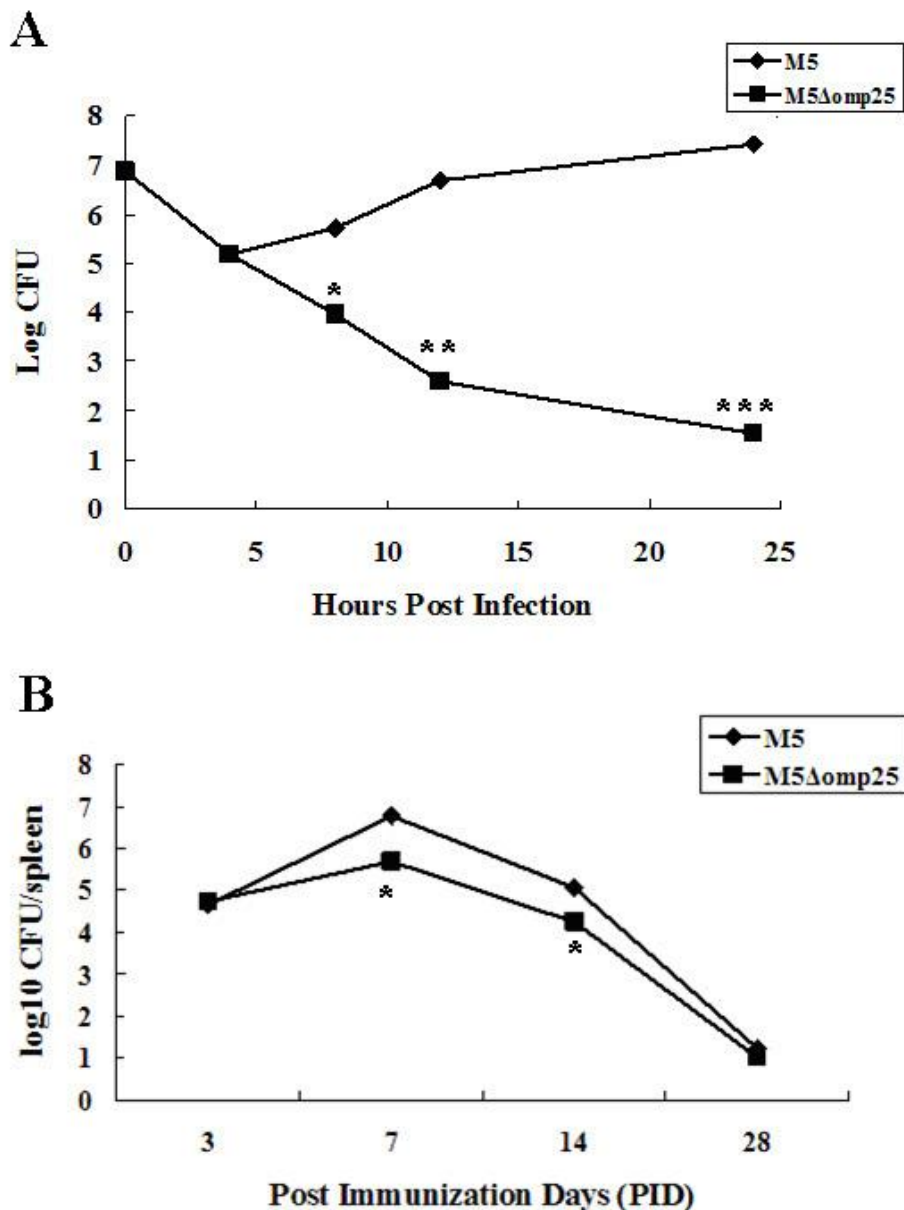 A
M5
M5Δomp25
8
7
6
5
4
3
2
1
0
Log CFU
*
**
***
0 5 10 15 20 25
Hours Post Infection
B
M5
M5Δomp25
8
7
6
5
4
3
2
1
0
log10 CFU/spleen
*
*
3 7 14 28
Post Immunization Days (PID)